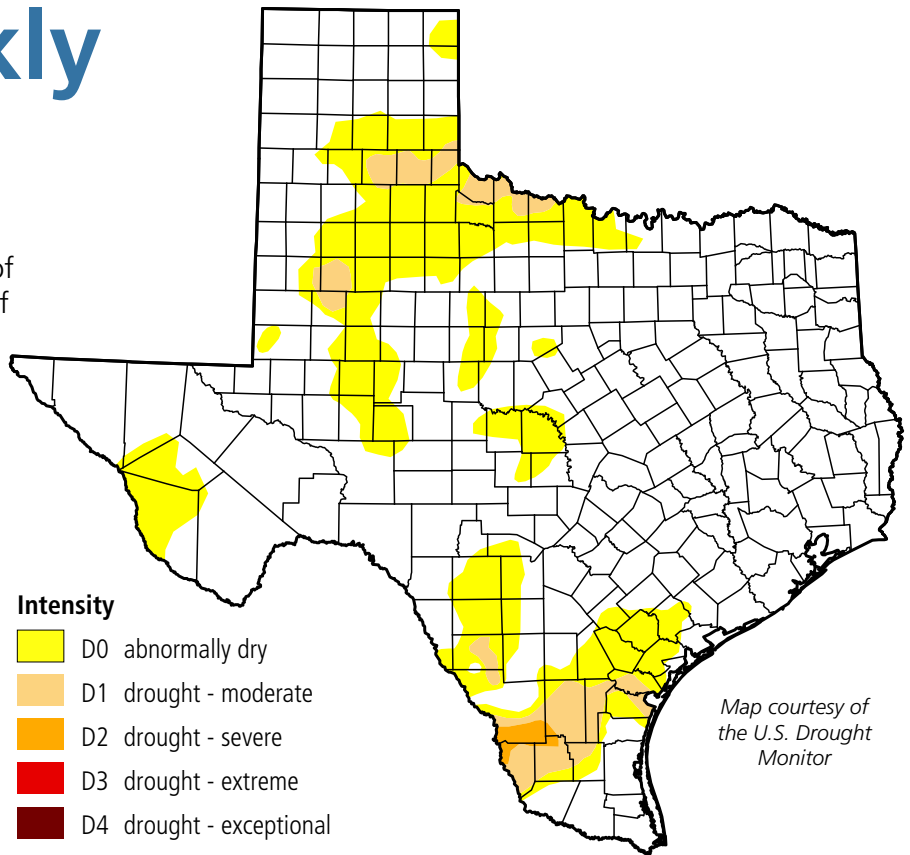 kly
of
f
Intensity
D0 abnormally dry
D1 drought - moderate
D2 drought - severe
D3 drought - extreme
D4 drought - exceptional
Map courtesy of
the U.S. Drought
Monitor